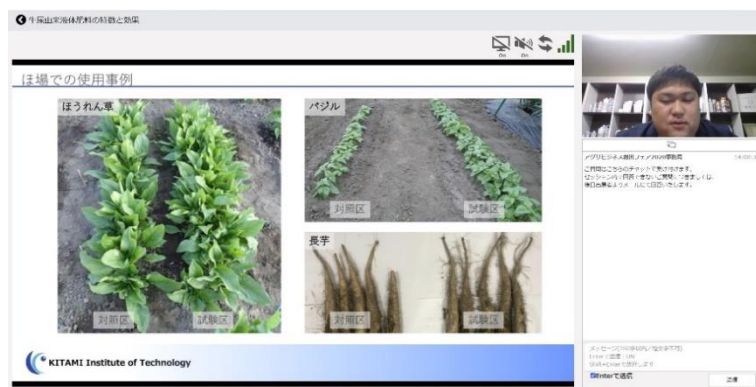 牛尿由来液体肥料の特徴と効果
On
On
ほ場での使用事例
ほうれん草
対照区
試験区
バジル
対照区
試験区
長芋
対照区
試験区
KITAMI Institute of Technology
アグリビジネス創出フェア2020事務局
ご質問はこちらのチャットで受け付けます。
Enterで送信
送信